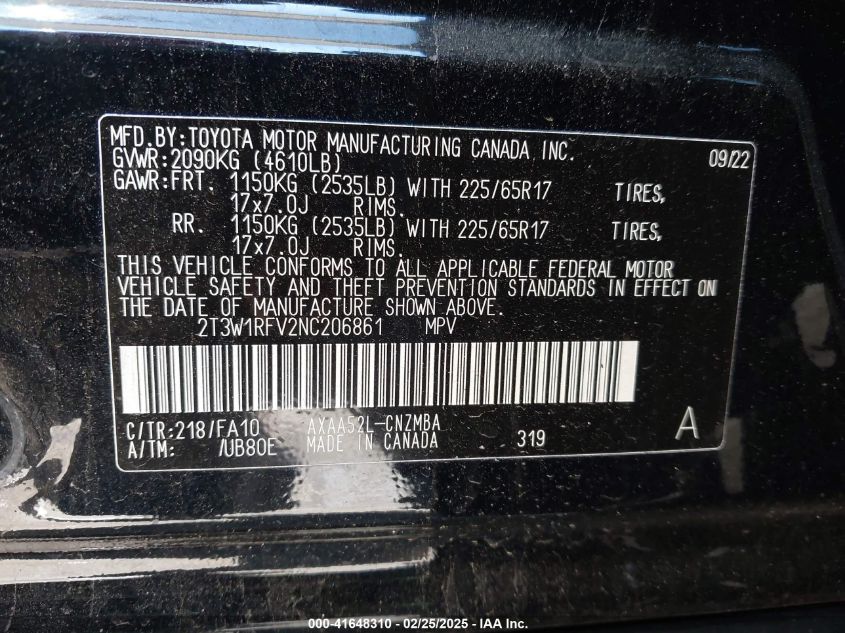 MFD.BY:TOYOTA MOTOR MANUFACTURING CANADA, INC. 09/22
GVWR:2090KG (4610LB)
GAWR:FRT. 1150KG (2535LB) WITH 225/65R17 TIRES,
17x7.0J RIMS.
RR. 1150KG (2535LB) WITH 225/65R17 TIRES,
17x7.0J RIMS.
THIS VEHICLE CONFORMS TO ALL APPLICABLE FEDERAL MOTOR
VEHICLE SAFETY AND THEFT PREVENTION STANDARDS IN EFFECT ON
THE DATE OF MANUFACTURE SHOWN ABOVE.
2T3W1RFV2NC206861 MPV
C/TR:218/FA10 AXAA52L-CNZMBA A
A/TM: /UB80E MADE IN CANADA 319
000-41648310 - 02/25/2025 - IAA Inc.